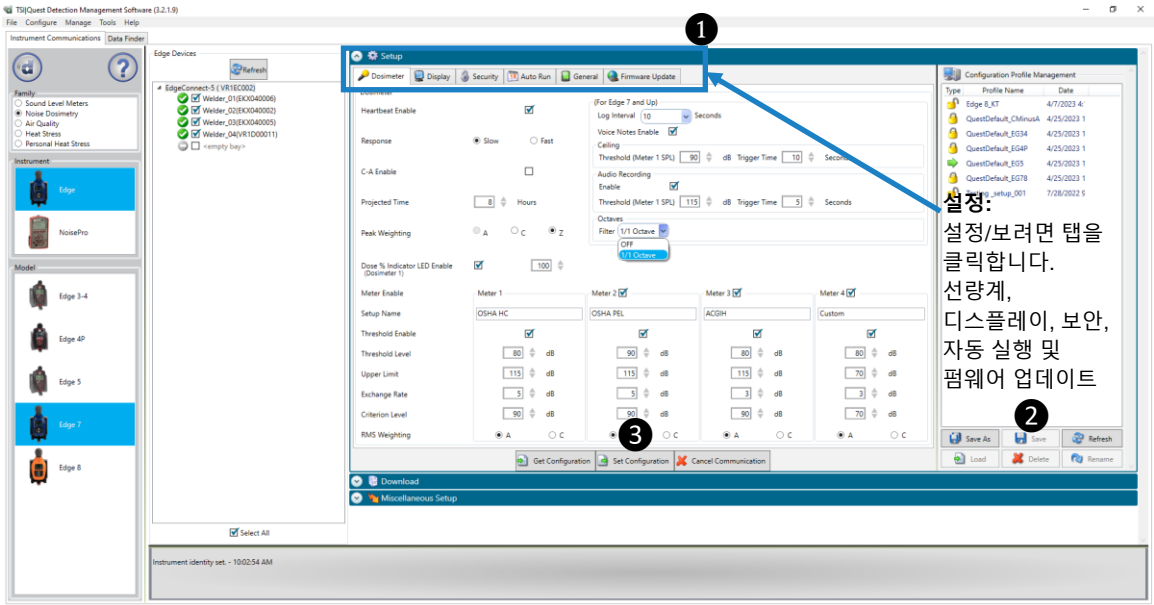 TSI|Quest Detection Management Software (3.2.1.9)
File Configure Manage Tools Help
Instrument Communications Data Finder
d ?
Family
Sound Level Meters
Noise Dosimetry
Air Quality
Heat Stress
Personal Heat Stress
Instrument
Edge
NoisePro
Model
Edge 3-4
Edge 4P
Edge 5
Edge 7
Edge 8
Edge Devices
Refresh
EdgeConnect-5 ( VR1EC002)
Welder_01(EKX040006)
Welder_02(EKX040002)
Welder_03(EKX040005)
Welder_04(VR1D00011)
<empty bay>
Select All
1
Setup
Dosimeter Display Security Auto Run General Firmware Update
Dosimeter
Heartbeat Enable
Response Slow Fast
C-A Enable
Projected Time 8 Hours
Peak Weighting A C Z
Dose % Indicator LED Enable 100
(Dosimeter 1)
(For Edge 7 and Up)
Log Interval 10 Seconds
Voice Notes Enable
Ceiling
Threshold (Meter 1 SPL) 90 dB Trigger Time 10 Seconds
Audio Recording
Enable
Threshold (Meter 1 SPL) 115 dB Trigger Time 5 Seconds
Octaves
Filter 1/1 Octave
OFF
1/1 Octave
Meter Enable Meter 1 Meter 2 Meter 3 Meter 4
Setup Name OSHA HC OSHA PEL ACGIH Custom
Threshold Enable
Threshold Level 80 dB 90 dB 80 dB 80 dB
Upper Limit 115 dB 115 dB 115 dB 70 dB
Exchange Rate 5 dB 5 dB 3 dB 3 dB
Criterion Level 90 dB 90 dB 90 dB 70 dB
RMS Weighting A C C A C A C
3
Get Configuration Set Configuration Cancel Communication
Download
Miscellaneous Setup
Configuration Profile Management
Type Profile Name Date
Edge 8_KT 4/7/2023 4:
QuestDefault_CMinusA 4/25/2023 1
QuestDefault_EG34 4/25/2023 1
QuestDefault_EG4P 4/25/2023 1
QuestDefault_EG5 4/25/2023 1
QuestDefault_EG78 4/25/2023 1
_setup_001 7/28/2022 9
설정:
설정/보려면 탭을
클릭합니다.
선량계,
디스플레이, 보안,
자동 실행 및
펌웨어 업데이트
2
Save As Save Refresh
Load Delete Rename
Instrument identity set. - 10:02:54 AM